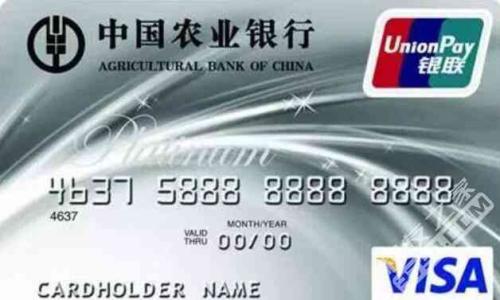 中国农业银行
AGRICULTURAL BANK OF CHINA
UnionPay
银联
Platinum
4637 5888 8888 8888
4637
MONTH/YEAR
VALID
THRU 00/00
CARDHOLDER NAME
VISA